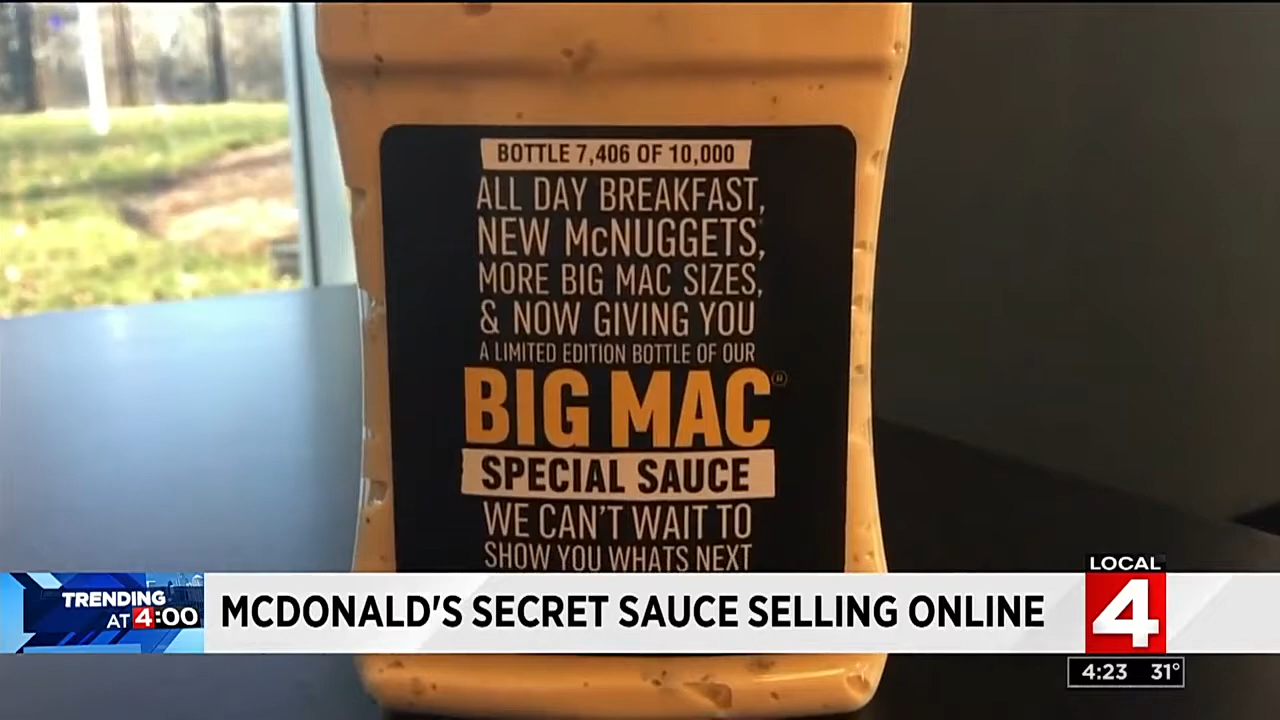 BOTTLE 7,406 OF 10,000
ALL DAY BREAKFAST,
NEW McNUGGETS,
MORE BIG MAC SIZES,
& NOW GIVING YOU
A LIMITED EDITION BOTTLE OF OUR
BIG MAC®
SPECIAL SAUCE
WE CAN'T WAIT TO
SHOW YOU WHATS NEXT
TRENDING
AT 4:00
MCDONALD'S SECRET SAUCE SELLING ONLINE
LOCAL
4
4:23 31°